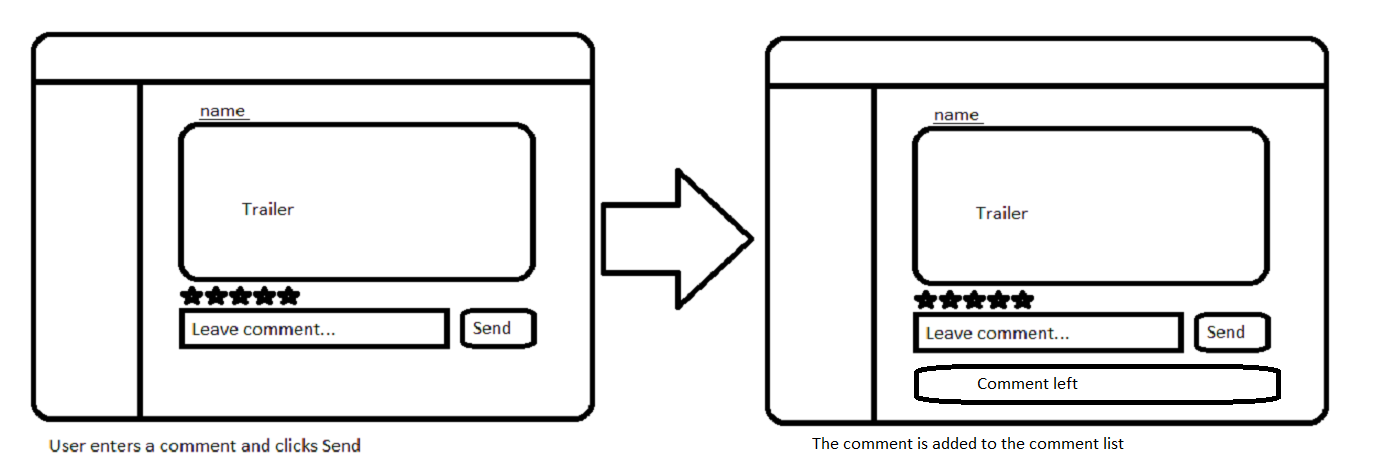 name
Trailer
Leave comment...
Send
User enters a comment and clicks Send
name
Trailer
Leave comment...
Send
Comment left
The comment is added to the comment list